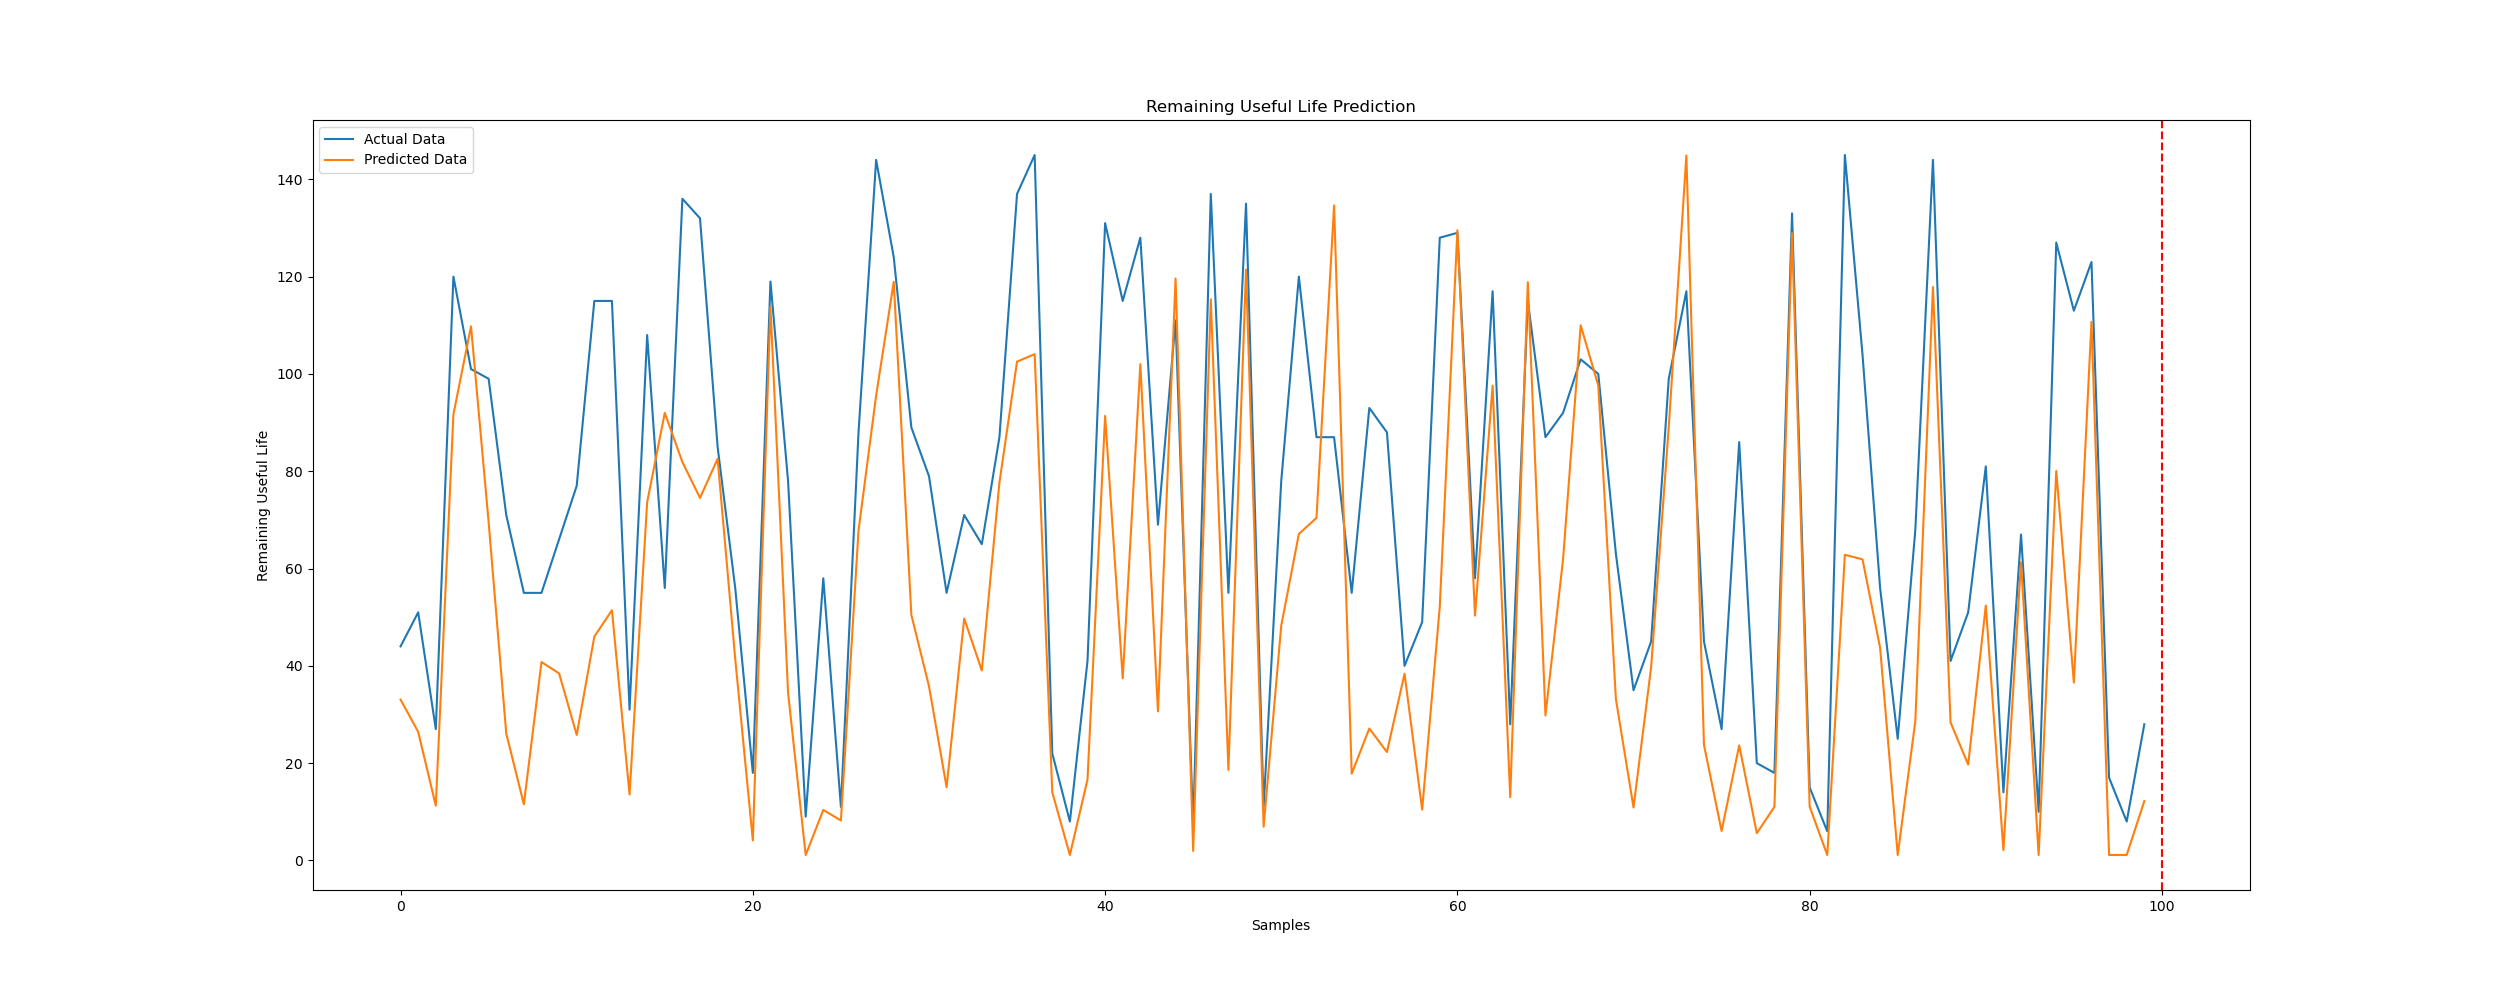 Remaining Useful Life Prediction
Actual Data
Predicted Data
Remaining Useful Life
140
120
100
80
60
40
20
0
0 20 40 60 80 100
Samples